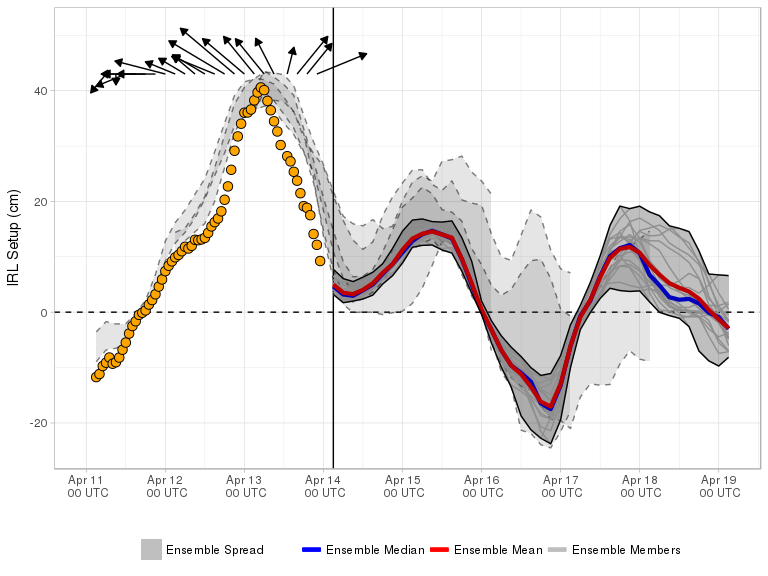 IRL Setup (cm)
40
20
0
-20
Apr 11 Apr 12 Apr 13 Apr 14 Apr 15 Apr 16 Apr 17 Apr 18 Apr 19
00 UTC 00 UTC 00 UTC 00 UTC 00 UTC 00 UTC 00 UTC 00 UTC 00 UTC
Ensemble Spread Ensemble Median Ensemble Mean Ensemble Members